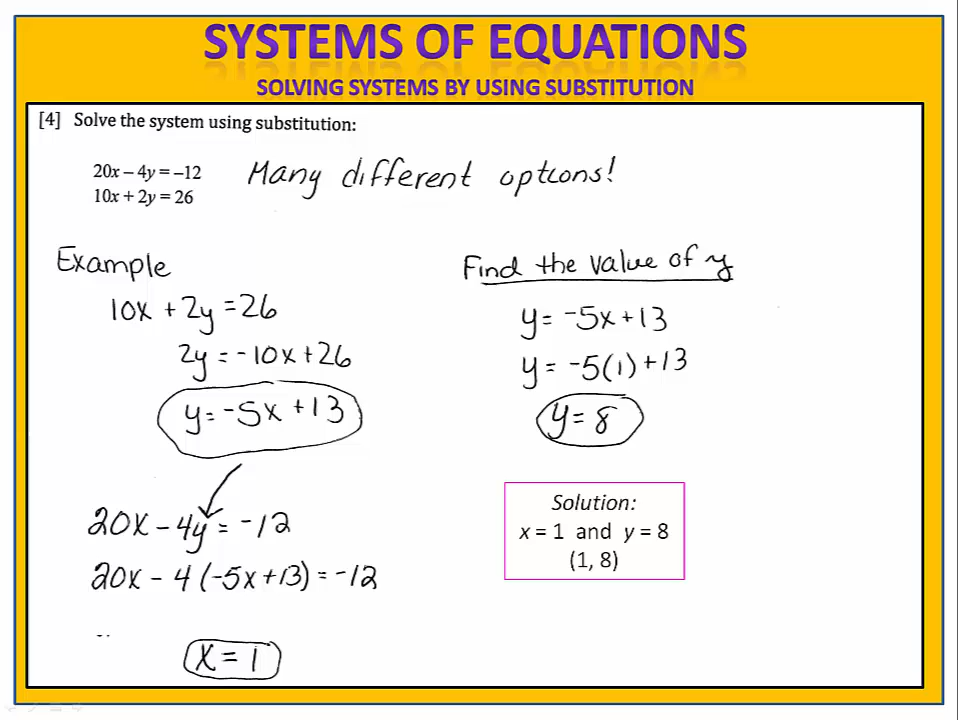 SYSTEMS OF EQUATIONS
SOLVING SYSTEMS BY USING SUBSTITUTION
[4] Solve the system using substitution:
20x – 4y = –12
10x + 2y = 26
Many different options!
Example
10x + 2y = 26
2y = -10x + 26
y = -5x + 13
20x - 4y = -12
20x - 4(-5x + 13) = -12
x = 1
Find the value of y
y = -5x + 13
y = -5(1) + 13
y = 8
Solution:
x = 1 and y = 8
(1, 8)